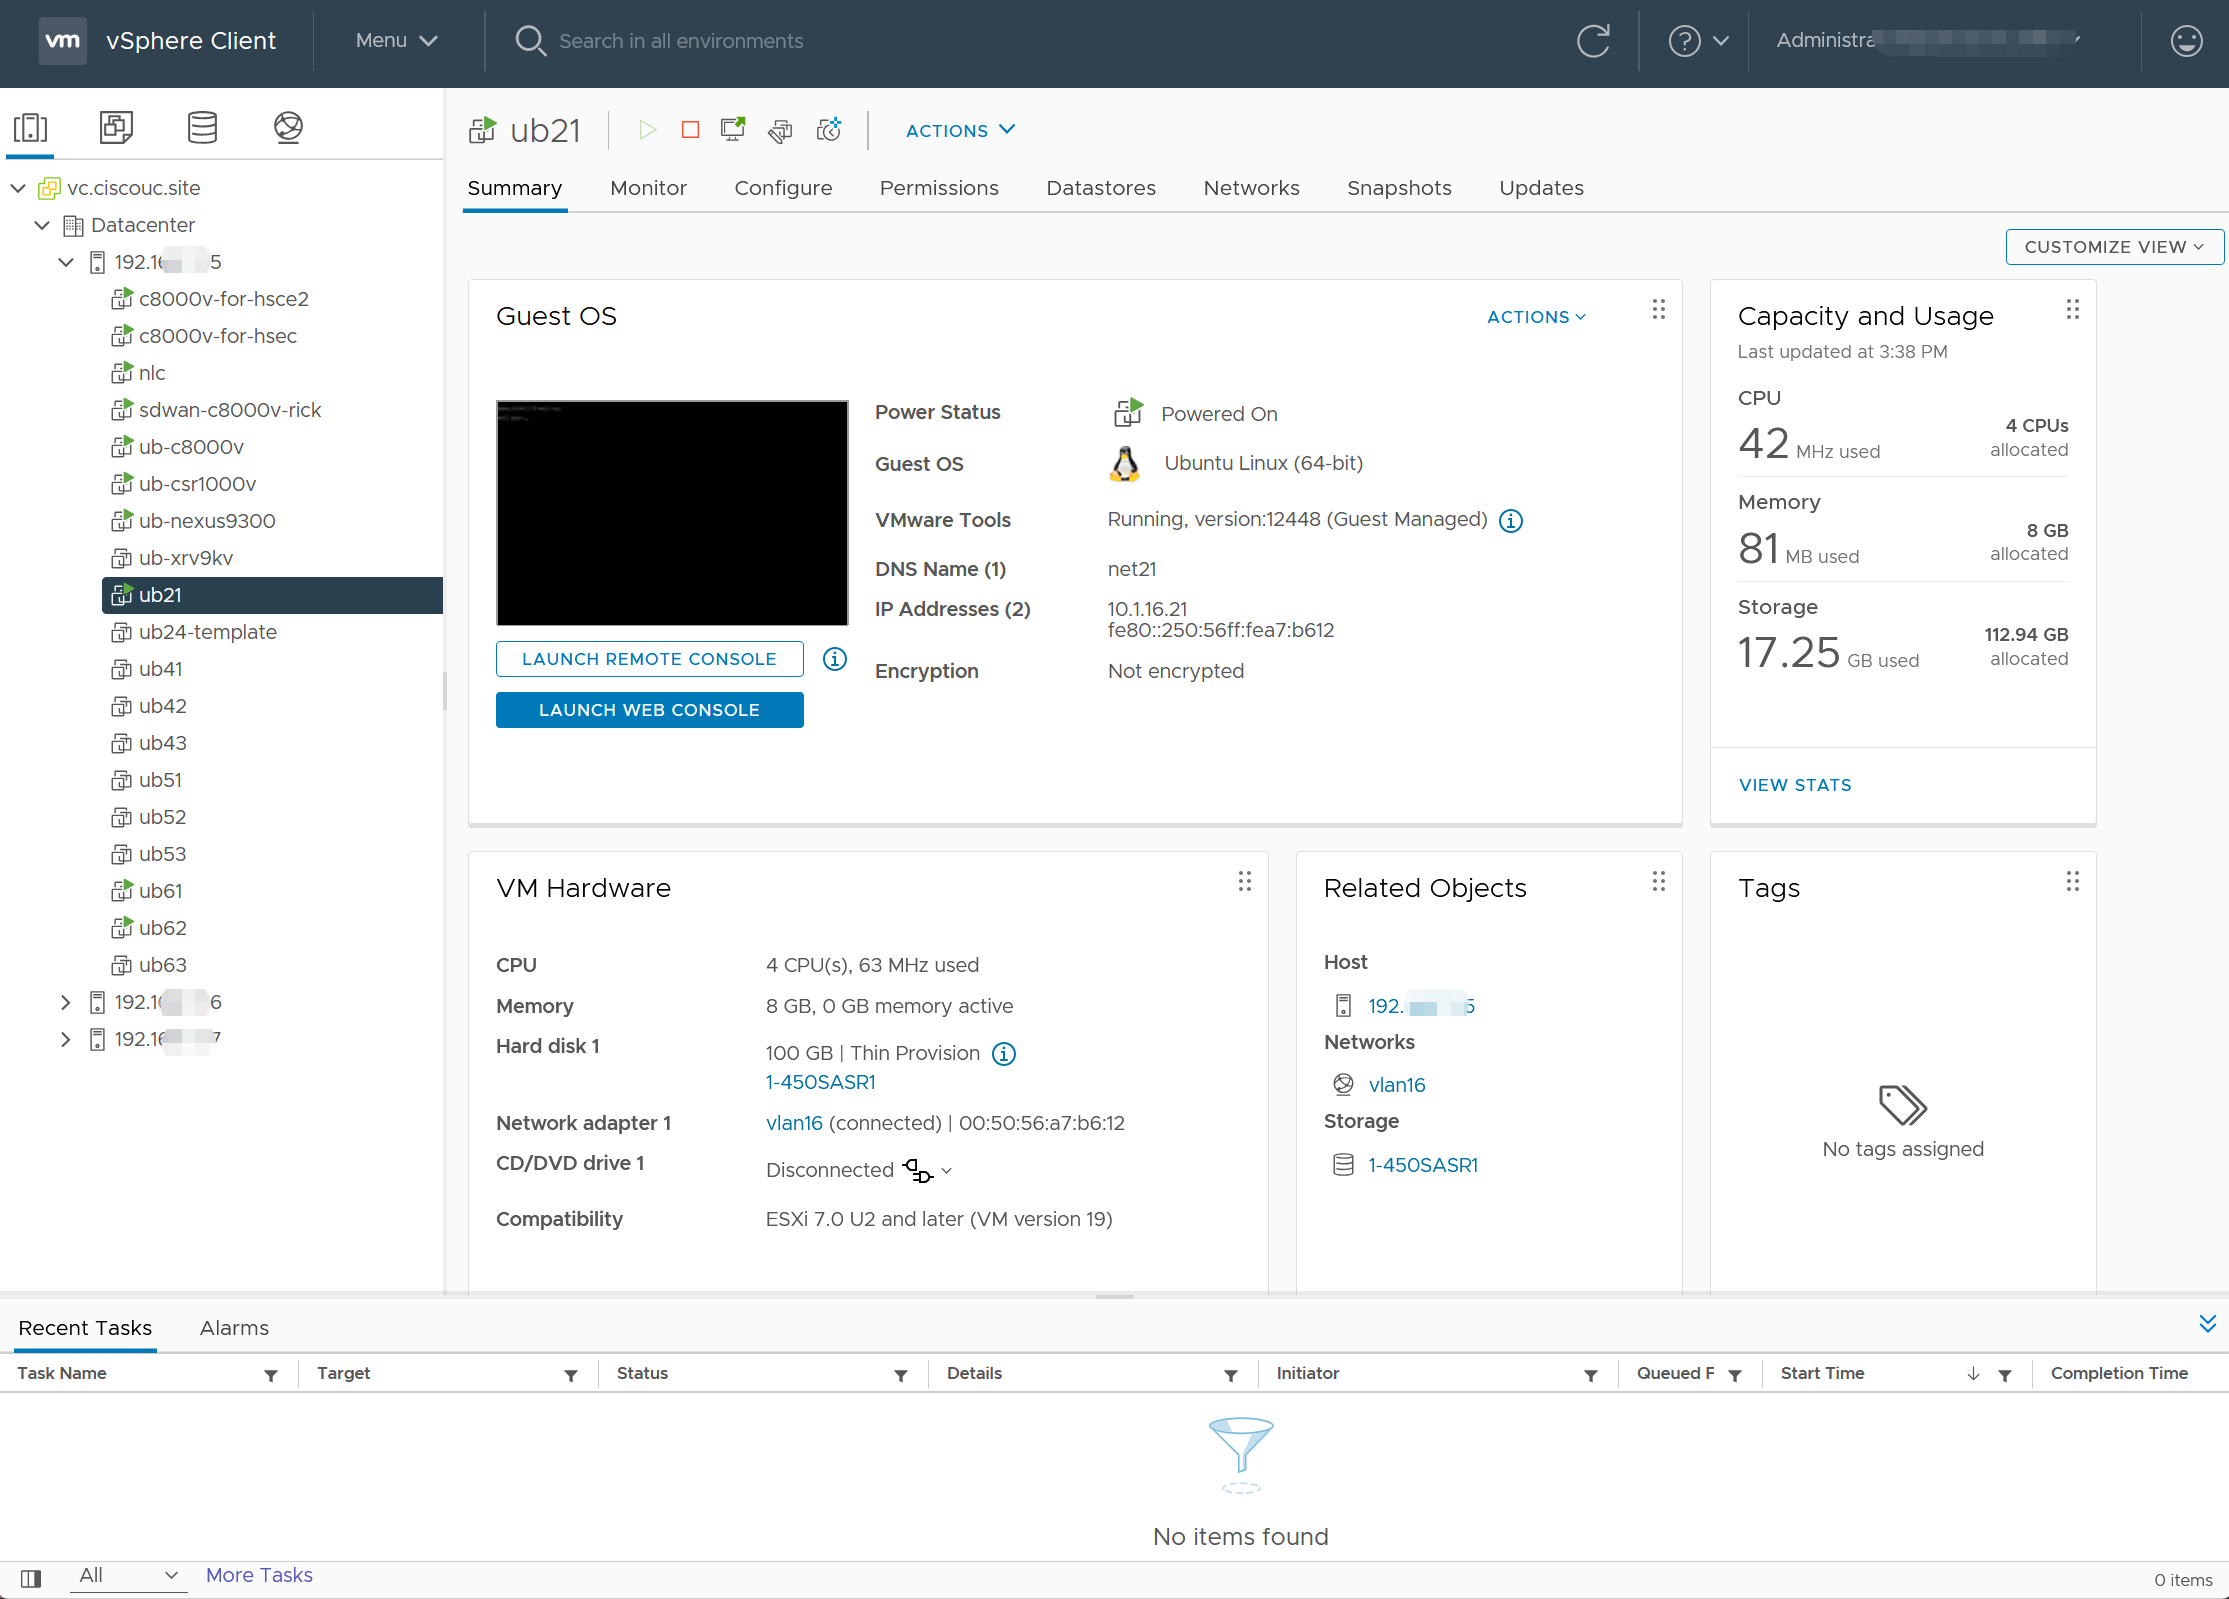 vm vSphere Client Menu Search in all environments Administra
ub21 ACTIONS
Summary Monitor Configure Permissions Datastores Networks Snapshots Updates
CUSTOMIZE VIEW
vc.ciscouc.site
Datacenter
192.16 5
c8000v-for-hsce2
c8000v-for-hsec
nlc
sdwan-c8000v-rick
ub-c8000v
ub-csr1000v
ub-nexus9300
ub-xrv9kv
ub21
ub24-template
ub41
ub42
ub43
ub51
ub52
ub53
ub61
ub62
ub63
192.16 6
192.16 7
Guest OS ACTIONS
LAUNCH REMOTE CONSOLE
LAUNCH WEB CONSOLE
Power Status Powered On
Guest OS Ubuntu Linux (64-bit)
VMware Tools Running, version:12448 (Guest Managed)
DNS Name (1) net21
IP Addresses (2) 10.1.16.21
fe80::250:56ff:fea7:b612
Encryption Not encrypted
Capacity and Usage
Last updated at 3:38 PM
CPU
42 MHz used 4 CPUs allocated
Memory
81 MB used 8 GB allocated
Storage
17.25 GB used 112.94 GB allocated
VIEW STATS
VM Hardware
CPU 4 CPU(s), 63 MHz used
Memory 8 GB, 0 GB memory active
Hard disk 1 100 GB | Thin Provision
1-450SASR1
Network adapter 1 vlan16 (connected) | 00:50:56:a7:b6:12
CD/DVD drive 1 Disconnected
Compatibility ESXi 7.0 U2 and later (VM version 19)
Related Objects
Host
192. 5
Networks
vlan16
Storage
1-450SASR1
Tags
No tags assigned
Recent Tasks Alarms
Task Name Target Status Details Initiator Queued F Start Time Completion Time
No items found
All More Tasks 0 items